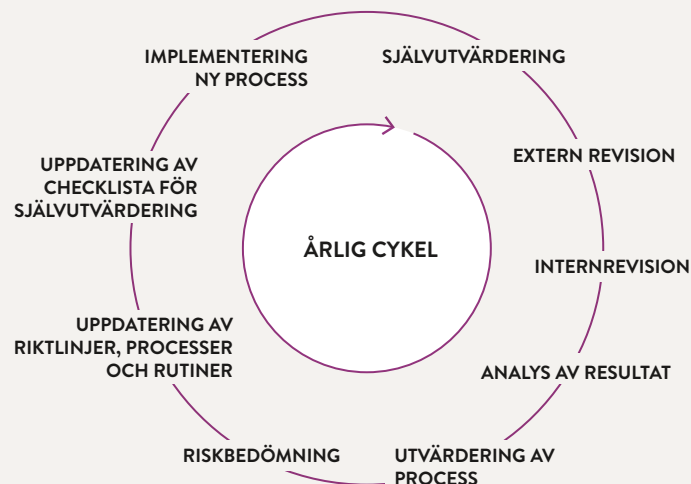 IMPLEMENTERING
NY PROCESS
SJÄLVUTVÄRDERING
EXTERN REVISION
INTERNREVISION
ANALYS AV RESULTAT
UTVÄRDERING AV
PROCESS
RISKBEDÖMNING
UPPDATERING AV
RIKTLINJER, PROCESSER
OCH RUTINER
UPPDATERING AV
CHECKLISTA FÖR
SJÄLVUTVÄRDERING
ÅRLIG CYKEL